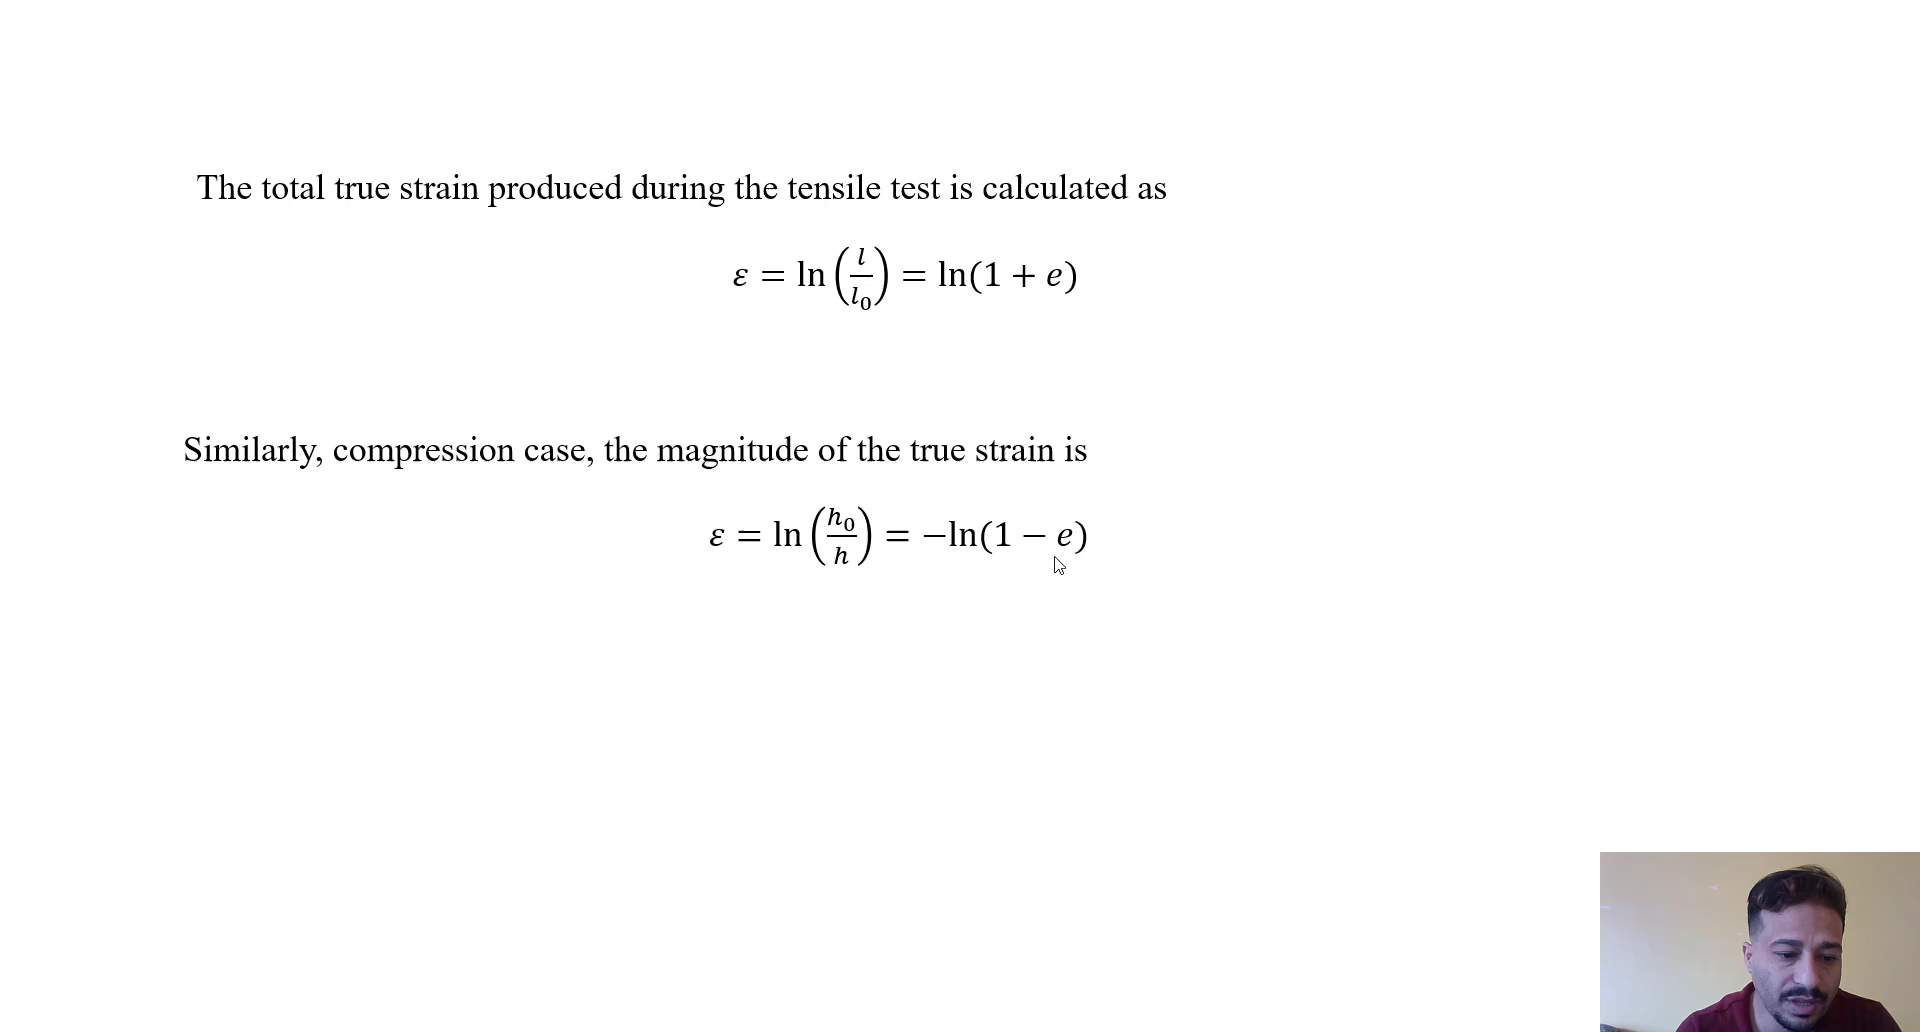 The total true strain produced during the tensile test is calculated as
ε = ln(l/l₀) = ln(1 + e)
Similarly, compression case, the magnitude of the true strain is
ε = ln(h₀/h) = −ln(1 − e)